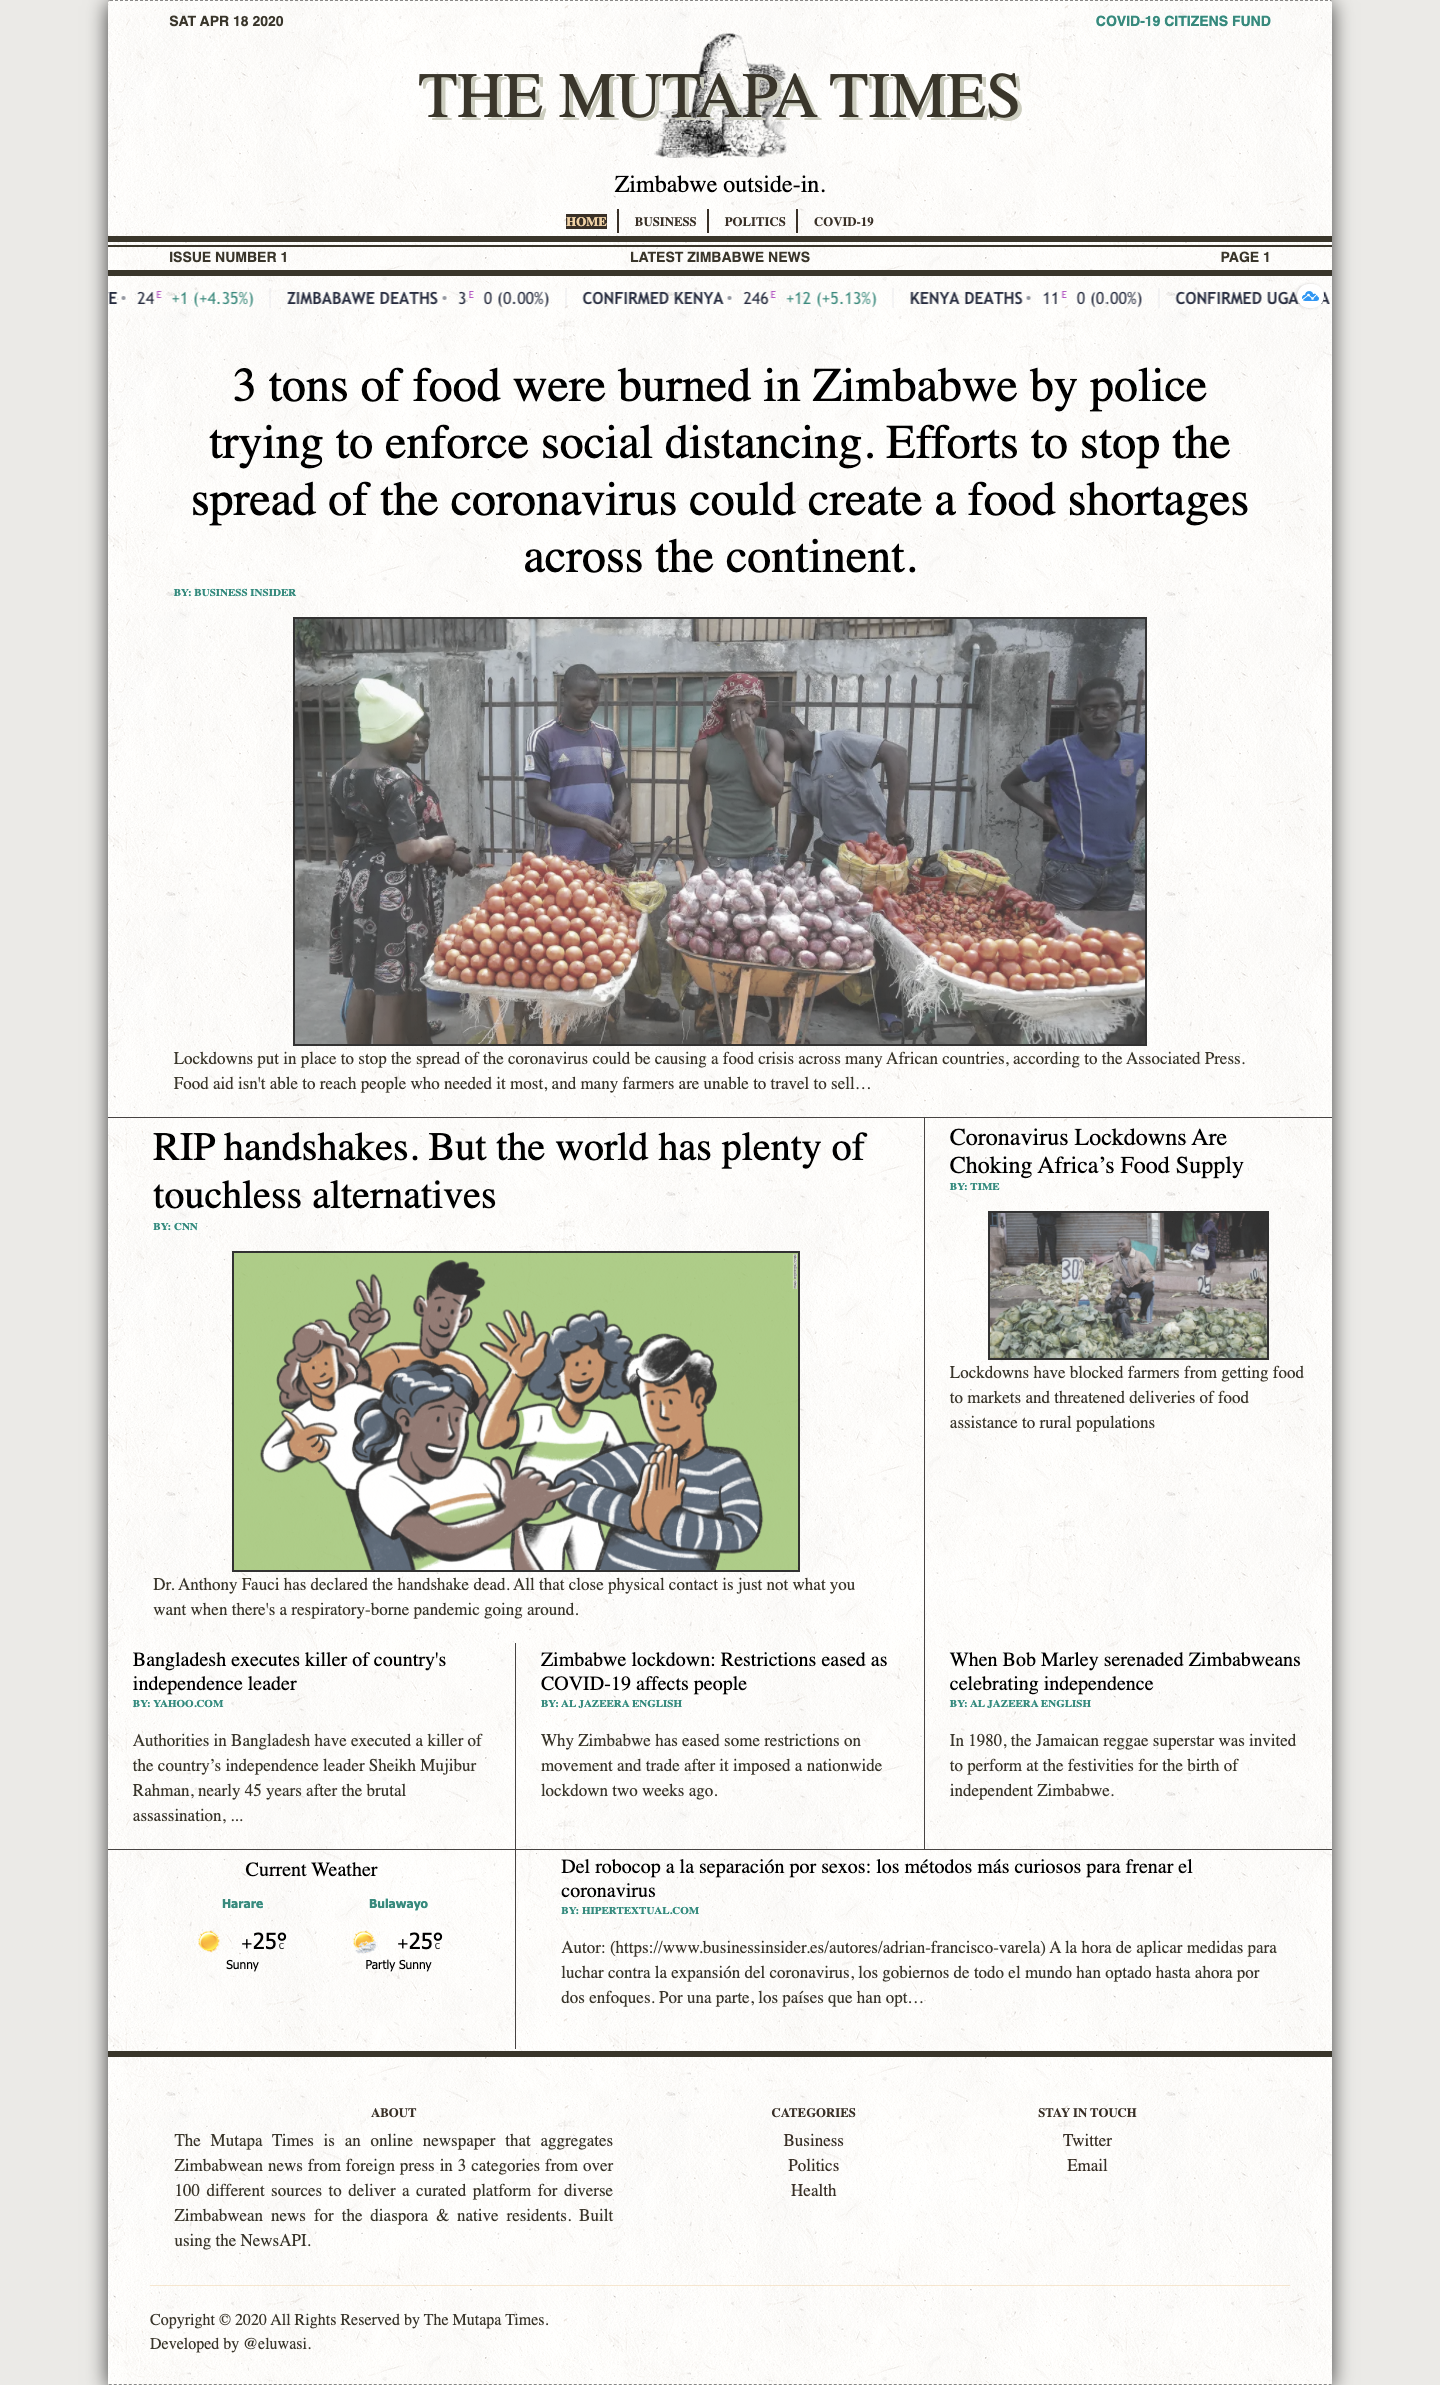 SAT APR 18 2020
COVID-19 CITIZENS FUND
THE MUTAPA TIMES
Zimbabwe outside-in.
HOME
BUSINESS
POLITICS
COVID-19
ISSUE NUMBER 1
LATEST ZIMBABWE NEWS
PAGE 1
E • 24 E +1 (+4.35%) ZIMBABAWE DEATHS • 3 E 0 (0.00%) CONFIRMED KENYA • 246 E +12 (+5.13%) KENYA DEATHS • 11 E 0 (0.00%) CONFIRMED UGA A
3 tons of food were burned in Zimbabwe by police
trying to enforce social distancing. Efforts to stop the
spread of the coronavirus could create a food shortages
across the continent.
BY: BUSINESS INSIDER
Lockdowns put in place to stop the spread of the coronavirus could be causing a food crisis across many African countries, according to the Associated Press.
Food aid isn't able to reach people who needed it most, and many farmers are unable to travel to sell…
RIP handshakes. But the world has plenty of
touchless alternatives
BY: CNN
Dr. Anthony Fauci has declared the handshake dead. All that close physical contact is just not what you
want when there's a respiratory-borne pandemic going around.
Coronavirus Lockdowns Are
Choking Africa’s Food Supply
BY: TIME
30
25
Lockdowns have blocked farmers from getting food
to markets and threatened deliveries of food
assistance to rural populations
Bangladesh executes killer of country's
independence leader
BY: YAHOO.COM
Authorities in Bangladesh have executed a killer of
the country’s independence leader Sheikh Mujibur
Rahman, nearly 45 years after the brutal
assassination, ...
Zimbabwe lockdown: Restrictions eased as
COVID-19 affects people
BY: AL JAZEERA ENGLISH
Why Zimbabwe has eased some restrictions on
movement and trade after it imposed a nationwide
lockdown two weeks ago.
When Bob Marley serenaded Zimbabweans
celebrating independence
BY: AL JAZEERA ENGLISH
In 1980, the Jamaican reggae superstar was invited
to perform at the festivities for the birth of
independent Zimbabwe.
Current Weather
Harare
+25°C
Sunny
Bulawayo
+25°C
Partly Sunny
Del robocop a la separación por sexos: los métodos más curiosos para frenar el
coronavirus
BY: HIPERTEXTUAL.COM
Autor: (https://www.businessinsider.es/autores/adrian-francisco-varela) A la hora de aplicar medidas para
luchar contra la expansión del coronavirus, los gobiernos de todo el mundo han optado hasta ahora por
dos enfoques. Por una parte, los países que han opt…
ABOUT
The Mutapa Times is an online newspaper that aggregates
Zimbabwean news from foreign press in 3 categories from over
100 different sources to deliver a curated platform for diverse
Zimbabwean news for the diaspora & native residents. Built
using the NewsAPI.
CATEGORIES
Business
Politics
Health
STAY IN TOUCH
Twitter
Email
Copyright © 2020 All Rights Reserved by The Mutapa Times.
Developed by @eluwasi.